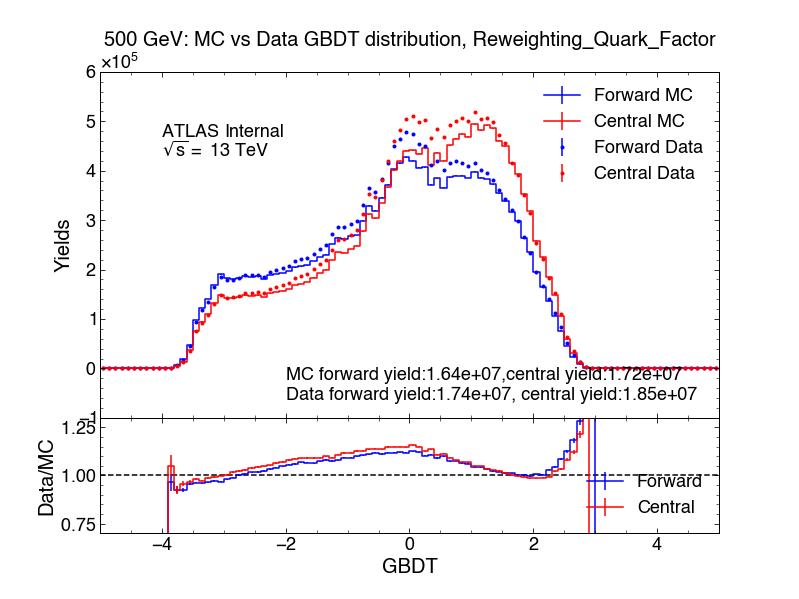 500 GeV: MC vs Data GBDT distribution, Reweighting_Quark_Factor
×10⁵
6
5
4
3
2
1
0
−1
Yields
ATLAS Internal
√s = 13 TeV
Forward MC
Central MC
Forward Data
Central Data
MC forward yield:1.64e+07,central yield:1.72e+07
Data forward yield:1.74e+07, central yield:1.85e+07
1.25
1.00
0.75
Data/MC
Forward
Central
−4 −2 0 2 4
GBDT